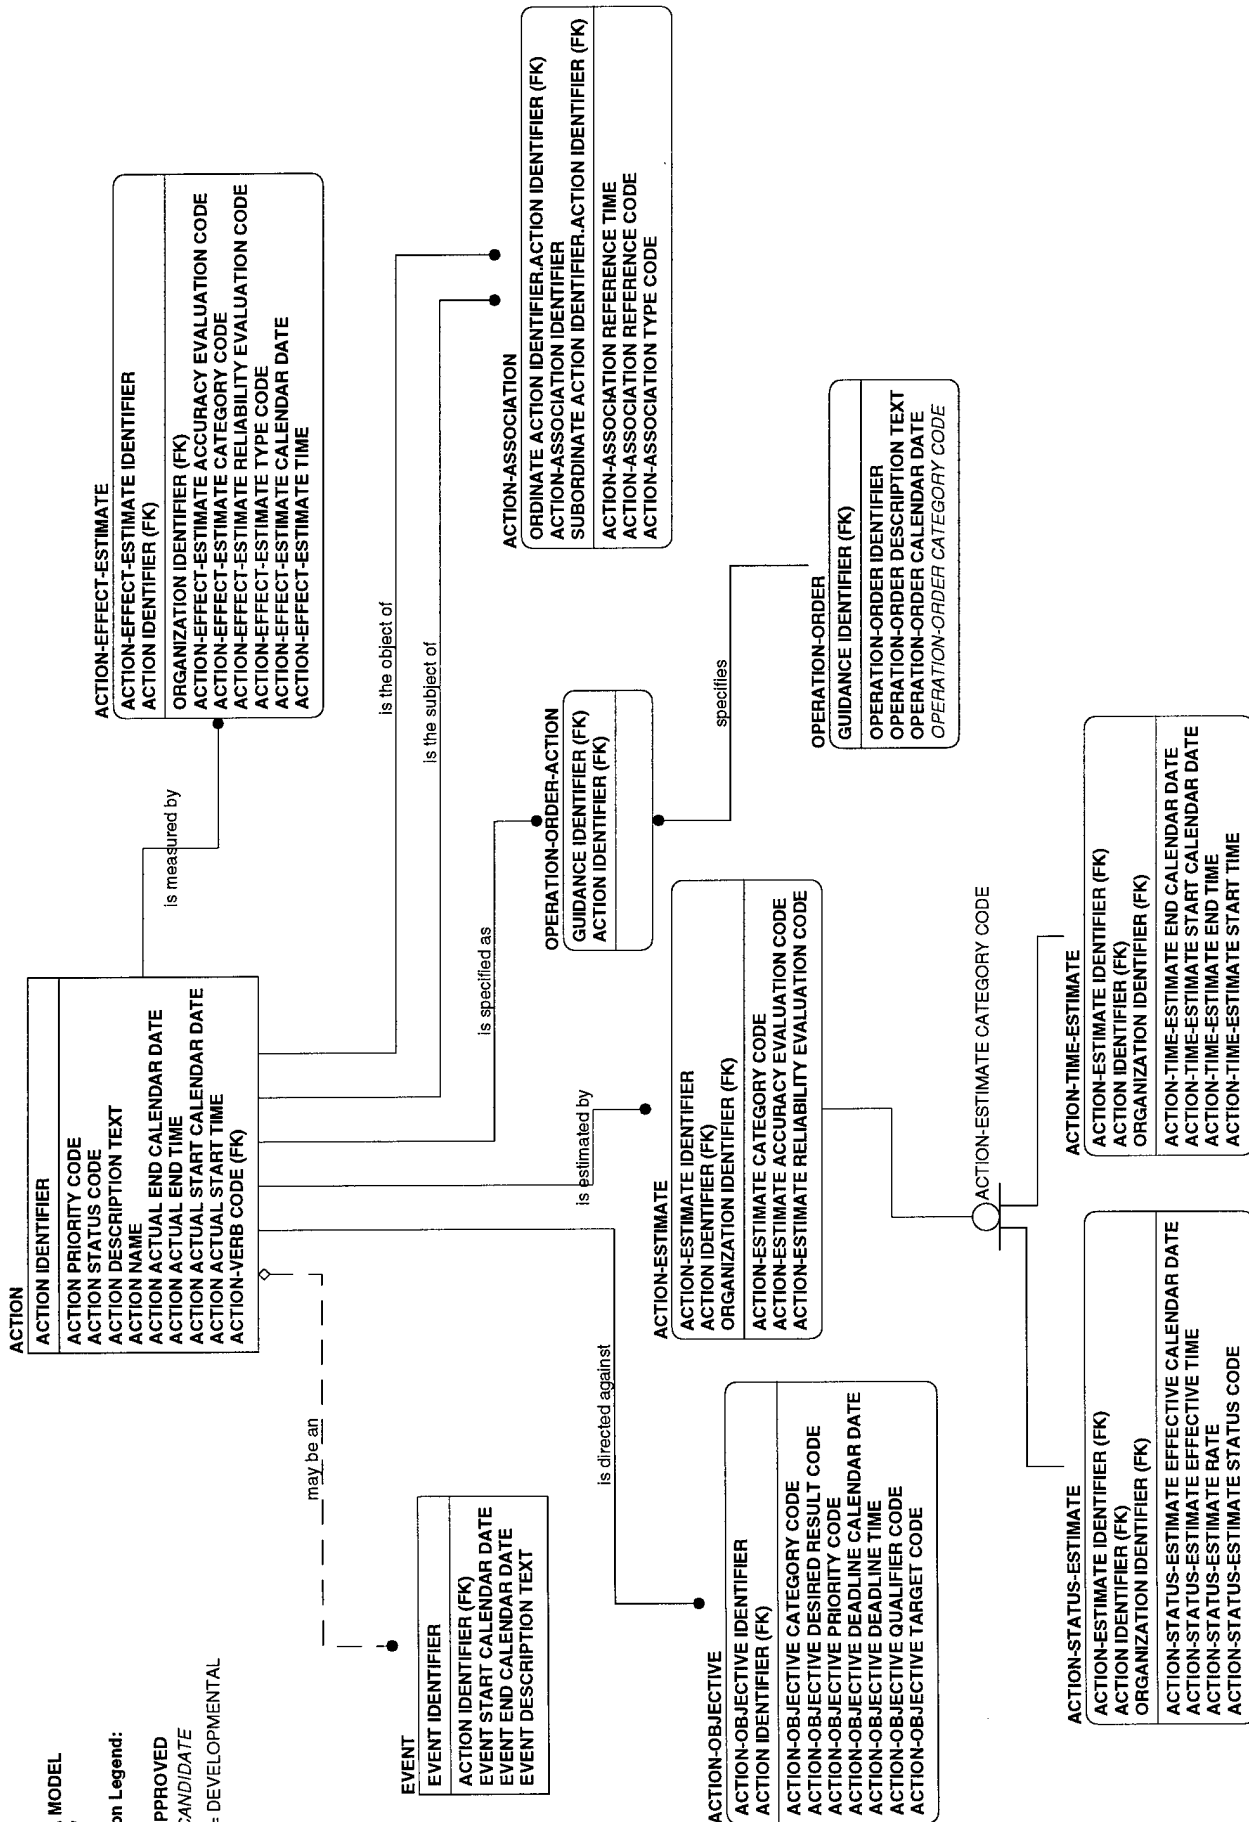 MODEL
on Legend:
PPROVED
CANDIDATE
= DEVELOPMENTAL
ACTION
ACTION IDENTIFIER
ACTION PRIORITY CODE
ACTION STATUS CODE
ACTION DESCRIPTION TEXT
ACTION NAME
ACTION ACTUAL END CALENDAR DATE
ACTION ACTUAL END TIME
ACTION ACTUAL START CALENDAR DATE
ACTION ACTUAL START TIME
ACTION-VERB CODE (FK)
is measured by
ACTION-EFFECT-ESTIMATE
ACTION-EFFECT-ESTIMATE IDENTIFIER
ACTION IDENTIFIER (FK)
ORGANIZATION IDENTIFIER (FK)
ACTION-EFFECT-ESTIMATE ACCURACY EVALUATION CODE
ACTION-EFFECT-ESTIMATE CATEGORY CODE
ACTION-EFFECT-ESTIMATE RELIABILITY EVALUATION CODE
ACTION-EFFECT-ESTIMATE TYPE CODE
ACTION-EFFECT-ESTIMATE CALENDAR DATE
ACTION-EFFECT-ESTIMATE TIME
may be an
EVENT
EVENT IDENTIFIER
ACTION IDENTIFIER (FK)
EVENT START CALENDAR DATE
EVENT END CALENDAR DATE
EVENT DESCRIPTION TEXT
is the object of
is the subject of
ACTION-ASSOCIATION
ORDINATE ACTION IDENTIFIER.ACTION IDENTIFIER (FK)
ACTION-ASSOCIATION IDENTIFIER
SUBORDINATE ACTION IDENTIFIER.ACTION IDENTIFIER (FK)
ACTION-ASSOCIATION REFERENCE TIME
ACTION-ASSOCIATION REFERENCE CODE
ACTION-ASSOCIATION TYPE CODE
is specified as
OPERATION-ORDER-ACTION
GUIDANCE IDENTIFIER (FK)
ACTION IDENTIFIER (FK)
specifies
OPERATION-ORDER
GUIDANCE IDENTIFIER (FK)
OPERATION-ORDER IDENTIFIER
OPERATION-ORDER DESCRIPTION TEXT
OPERATION-ORDER CALENDAR DATE
OPERATION-ORDER CATEGORY CODE
is estimated by
ACTION-ESTIMATE
ACTION-ESTIMATE IDENTIFIER
ACTION IDENTIFIER (FK)
ORGANIZATION IDENTIFIER (FK)
ACTION-ESTIMATE CATEGORY CODE
ACTION-ESTIMATE ACCURACY EVALUATION CODE
ACTION-ESTIMATE RELIABILITY EVALUATION CODE
is directed against
ACTION-OBJECTIVE
ACTION-OBJECTIVE IDENTIFIER
ACTION IDENTIFIER (FK)
ACTION-OBJECTIVE CATEGORY CODE
ACTION-OBJECTIVE DESIRED RESULT CODE
ACTION-OBJECTIVE PRIORITY CODE
ACTION-OBJECTIVE DEADLINE CALENDAR DATE
ACTION-OBJECTIVE DEADLINE TIME
ACTION-OBJECTIVE QUALIFIER CODE
ACTION-OBJECTIVE TARGET CODE
ACTION-ESTIMATE CATEGORY CODE
ACTION-STATUS-ESTIMATE
ACTION-ESTIMATE IDENTIFIER (FK)
ACTION IDENTIFIER (FK)
ORGANIZATION IDENTIFIER (FK)
ACTION-STATUS-ESTIMATE EFFECTIVE CALENDAR DATE
ACTION-STATUS-ESTIMATE EFFECTIVE TIME
ACTION-STATUS-ESTIMATE RATE
ACTION-STATUS-ESTIMATE STATUS CODE
ACTION-TIME-ESTIMATE
ACTION-ESTIMATE IDENTIFIER (FK)
ACTION IDENTIFIER (FK)
ORGANIZATION IDENTIFIER (FK)
ACTION-TIME-ESTIMATE END CALENDAR DATE
ACTION-TIME-ESTIMATE START CALENDAR DATE
ACTION-TIME-ESTIMATE END TIME
ACTION-TIME-ESTIMATE START TIME